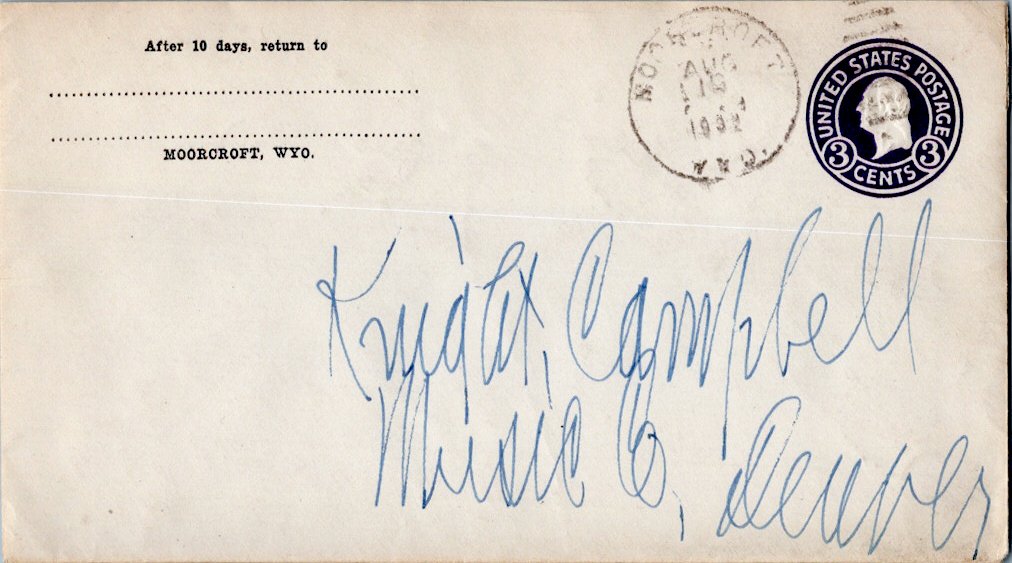 After 10 days, return to
MOORCROFT, WYO.
MOORCROFT
AUG
1932
WYO.
UNITED STATES POSTAGE
3 CENTS 3
Knight, Campbell
Music Co, Denver